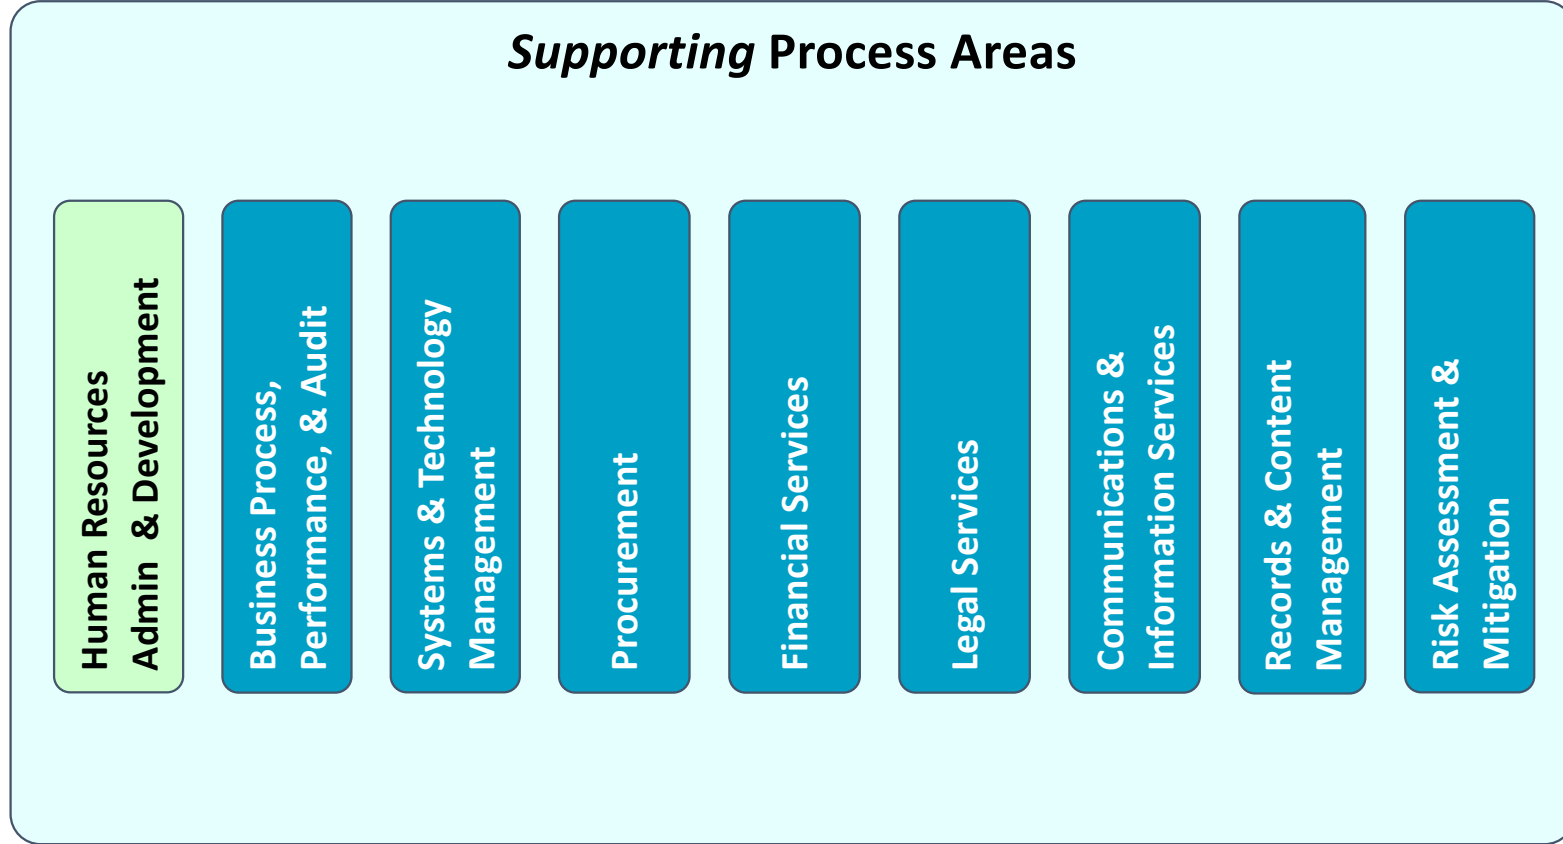 Supporting Process Areas
Human Resources
Admin & Development
Business Process,
Performance, & Audit
Systems & Technology
Management
Procurement
Financial Services
Legal Services
Communications &
Information Services
Records & Content
Management
Risk Assessment &
Mitigation